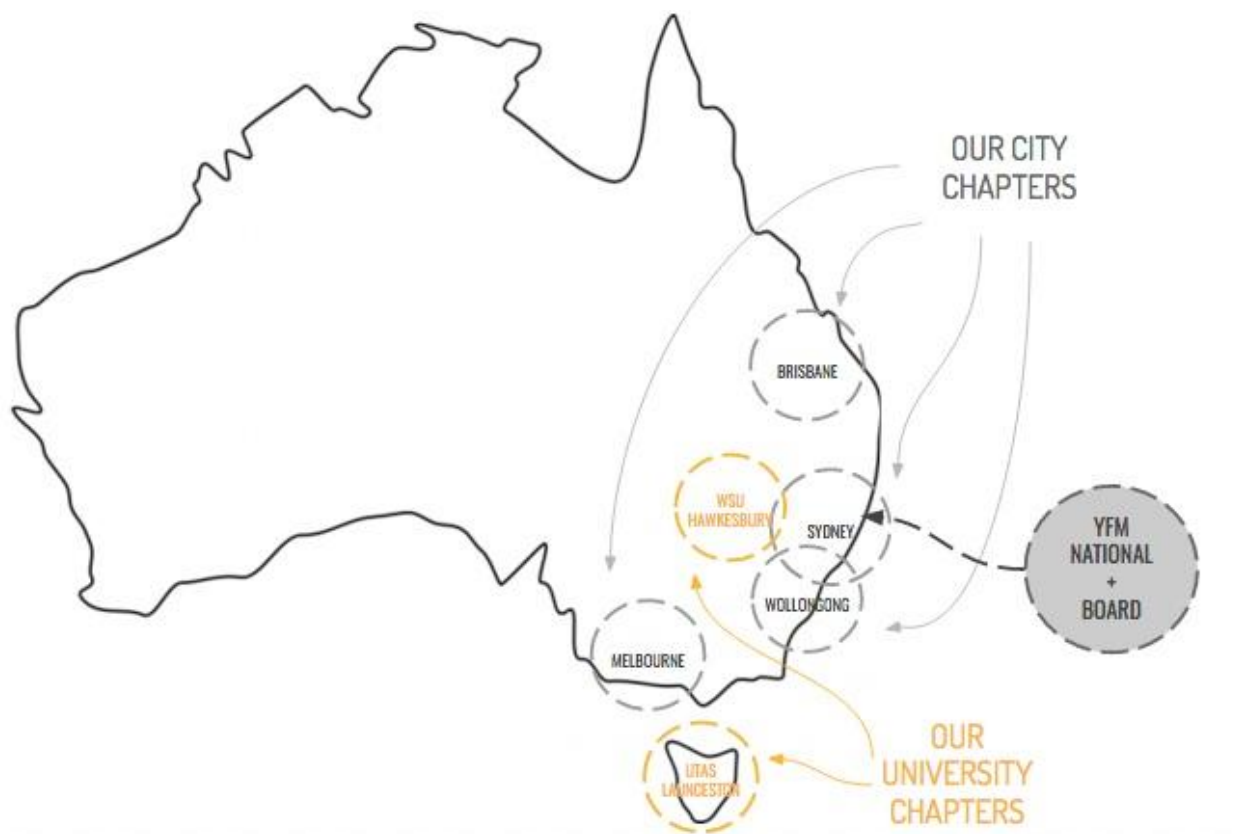 OUR CITY
CHAPTERS
BRISBANE
WSU
HAWKESBURY
SYDNEY
YFM
NATIONAL
+
BOARD
WOLLONGONG
MELBOURNE
OUR
UNIVERSITY
CHAPTERS
UTAS
LAUNCESTON